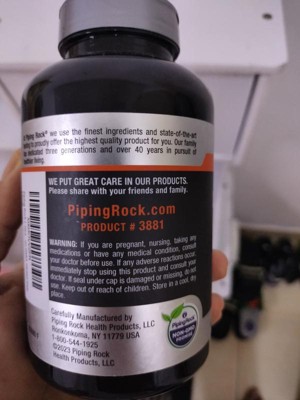 Piping Rock® we use the finest ingredients and state-of-the-art
to proudly offer the highest quality product for you. Our family
dedicated three generations and over 40 years in pursuit of
living.
WE PUT GREAT CARE IN OUR PRODUCTS.
Please share with your friends and family.
PipingRock.com
PRODUCT # 3881
WARNING: If you are pregnant, nursing, taking any
medications or have any medical condition, consult
your doctor before use. If any adverse reactions occur,
immediately stop using this product and consult your
doctor. If seal under cap is damaged or missing, do not
use. Keep out of reach of children. Store in a cool, dry
place.
Carefully Manufactured by
Piping Rock Health Products, LLC
Ronkonkoma, NY 11779 USA
1-800-544-1925
©2023 Piping Rock
Health Products, LLC
NON-GMO